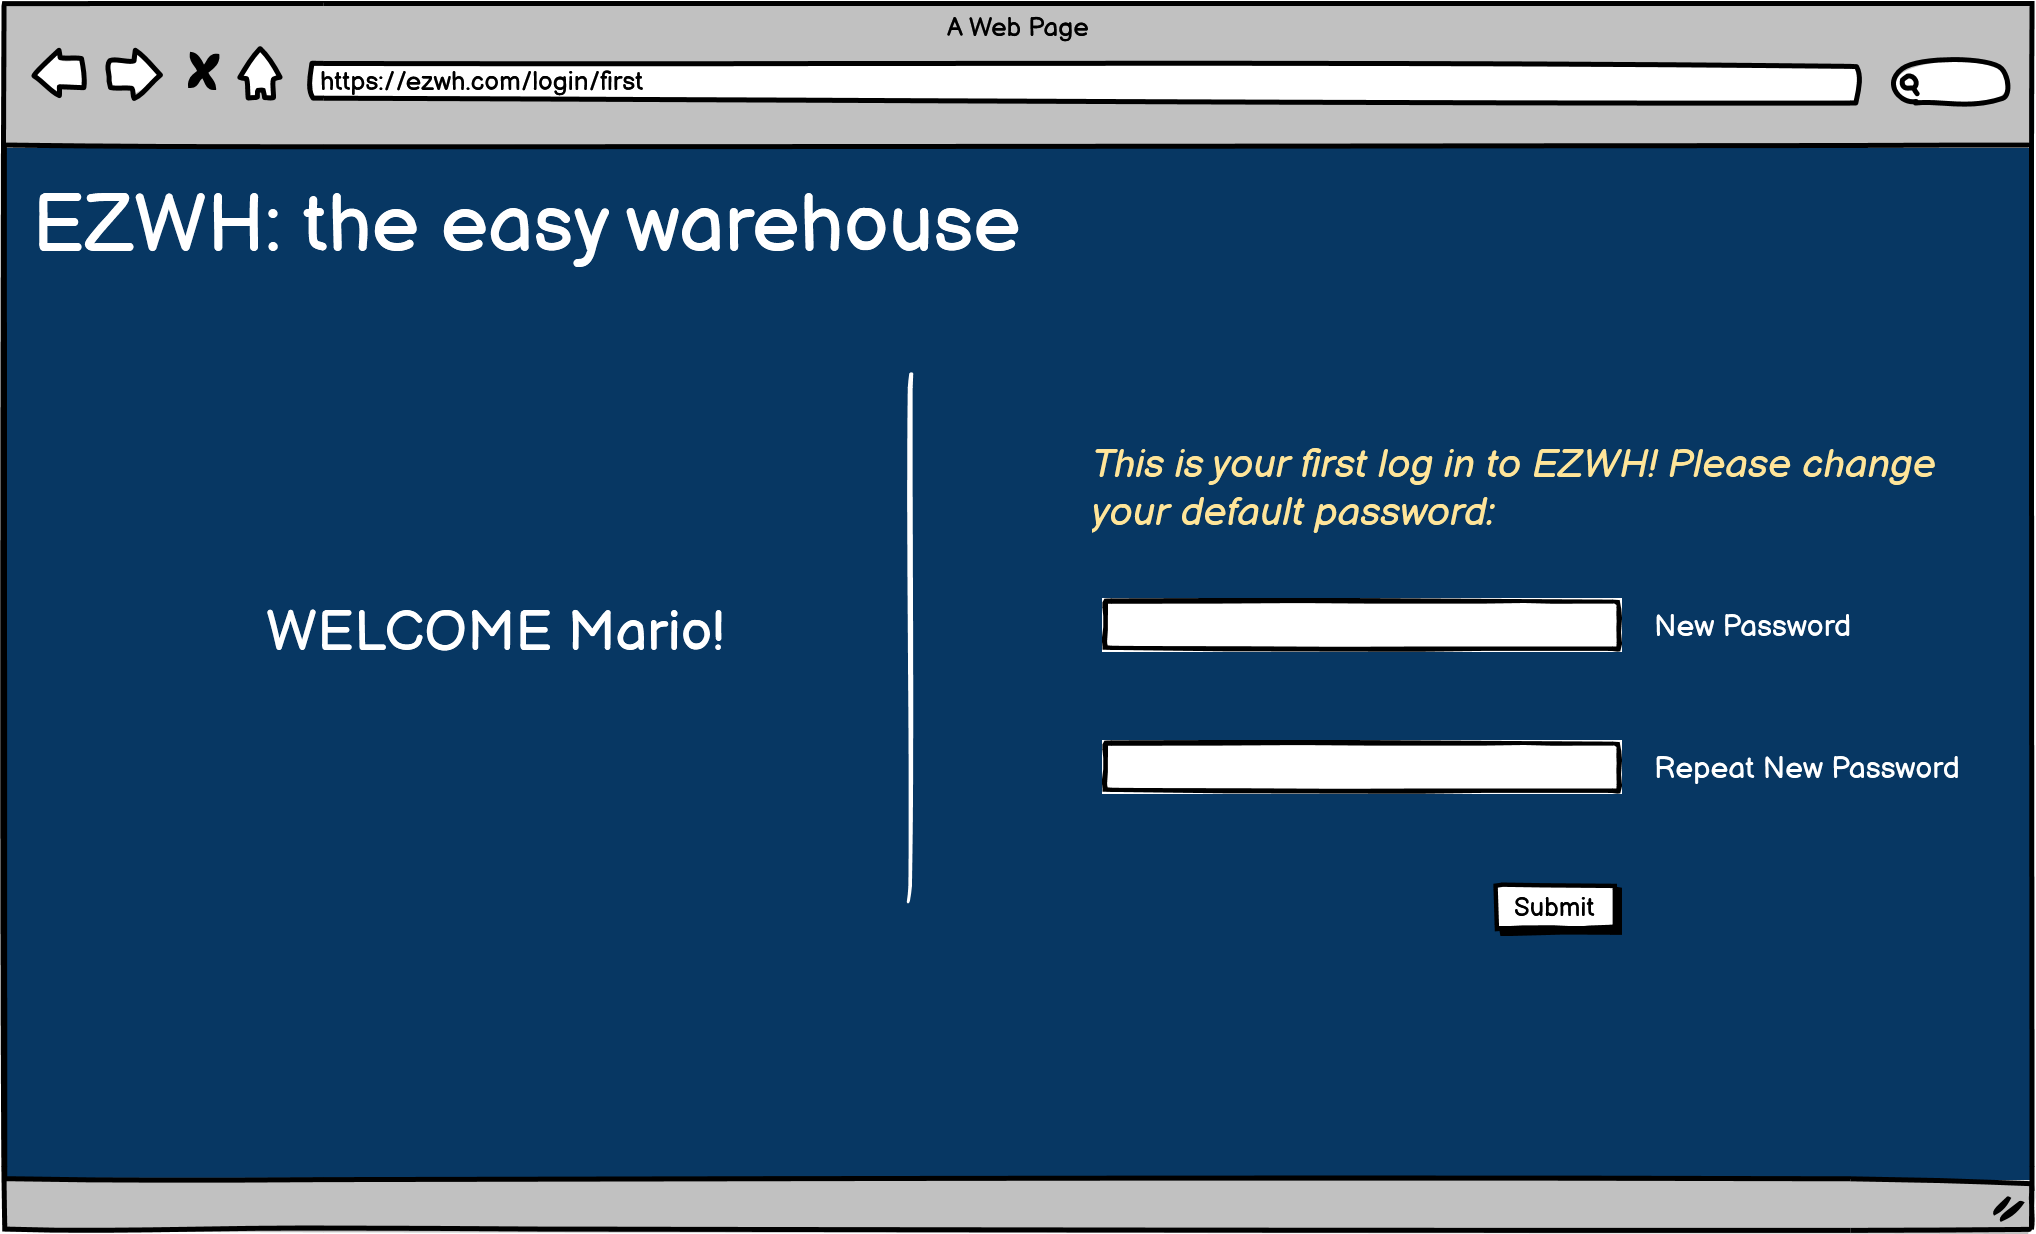 A Web Page
https://ezwh.com/login/first
EZWH: the easy warehouse
WELCOME Mario!
This is your first log in to EZWH! Please change
your default password:
New Password
Repeat New Password
Submit